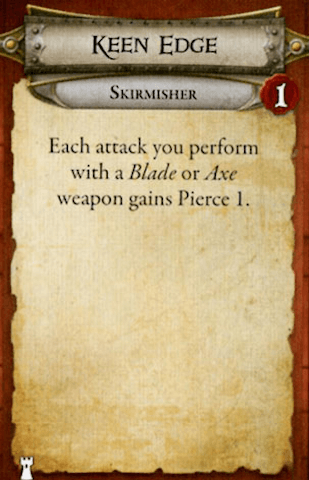 Keen Edge
Skirmisher
1
Each attack you perform
with a Blade or Axe
weapon gains Pierce 1.